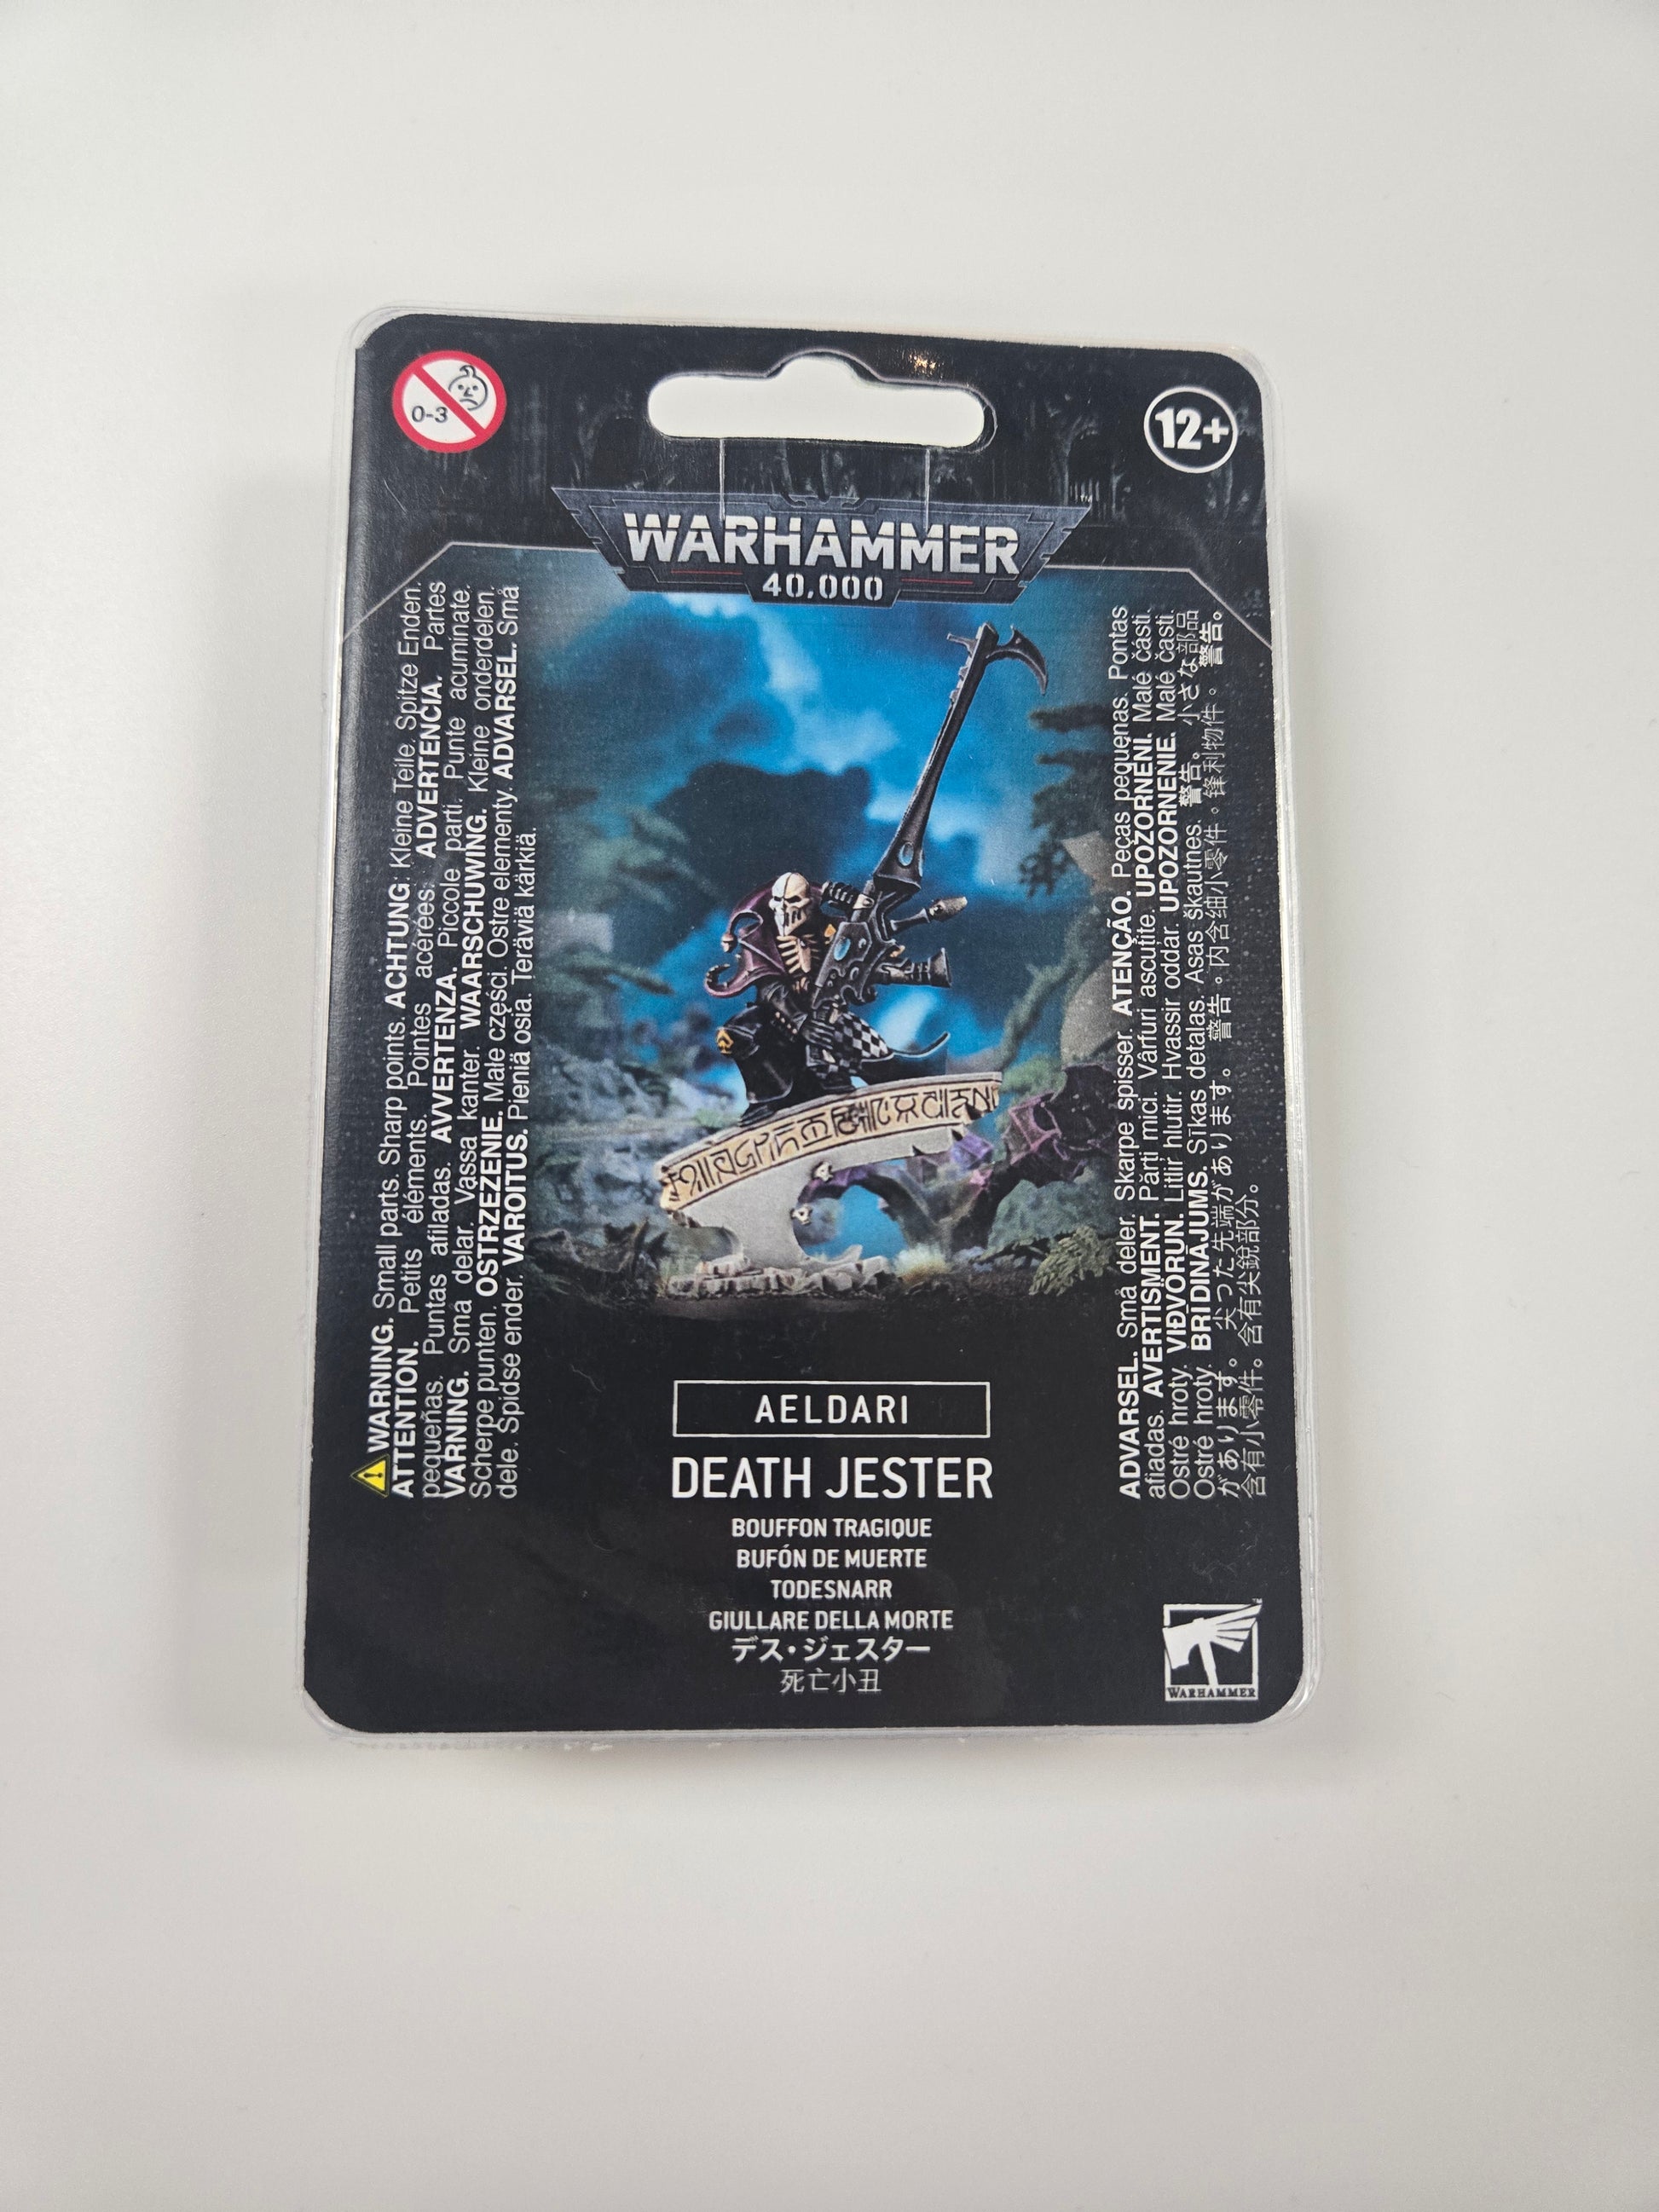 0-3
12+
WARHAMMER
40,000
WARNING. Small parts. Sharp points. ACHTUNG: Kleine Teile. Spitze Enden.
ATTENTION. Petits éléments. Pointes acérées. ADVERTENCIA. Partes
pequeñas. Puntas afiladas. AVVERTENZA. Piccole parti. Punte acuminate.
VARNING. Små delar. Vassa kanter. WAARSCHUWING. Kleine onderdelen.
Scherpe punten. OSTRZEŻENIE. Małe części. Ostre elementy. ADVARSEL. Små
dele. Spidse ender. VAROITUS. Pieniä osia. Teräviä kärkiä.
ADVARSEL. Små deler. Skarpe spisser. ATENÇÃO. Peças pequenas. Pontas
afiadas. AVERTISMENT. Părți mici. Vârfuri ascuțite. UPOZORNĚNÍ. Malé části.
Ostré hroty. VIÐVÖRUN. Litlir hlutir. Hvassir oddar. UPOZORNENIE. Malé časti.
Ostré hroty. BRĪDINĀJUMS. Sīkas detaļas. Asas šķautnes. 警告。小さな部品
があります。尖った先端があります。警告。内含细小零件。锋利物件。警告。
含有小零件。含有尖銳部分。
AELDARI
DEATH JESTER
BOUFFON TRAGIQUE
BUFÓN DE MUERTE
TODESNARR
GIULLARE DELLA MORTE
デス・ジェスター
死亡小丑
WARHAMMER
TM